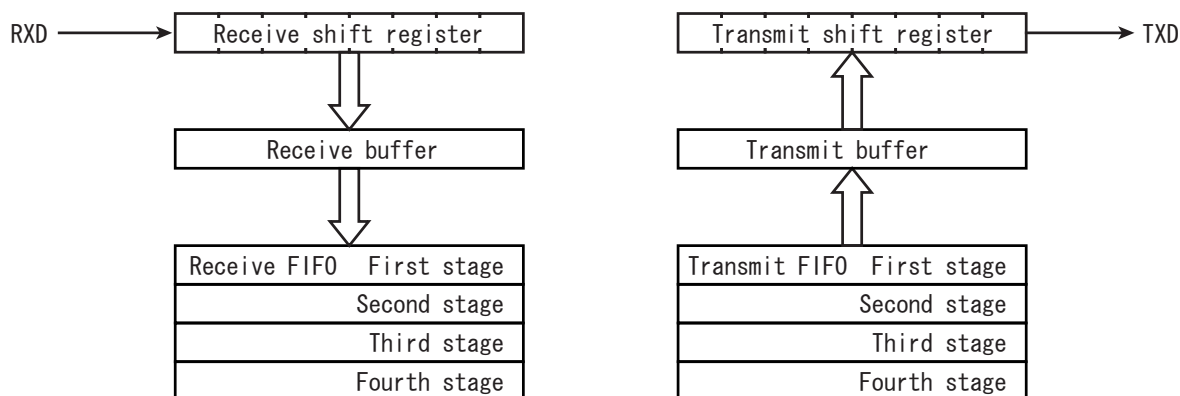 RXD
Receive shift register
Receive buffer
Receive FIFO First stage
Second stage
Third stage
Fourth stage
Transmit shift register
TXD
Transmit buffer
Transmit FIFO First stage
Second stage
Third stage
Fourth stage